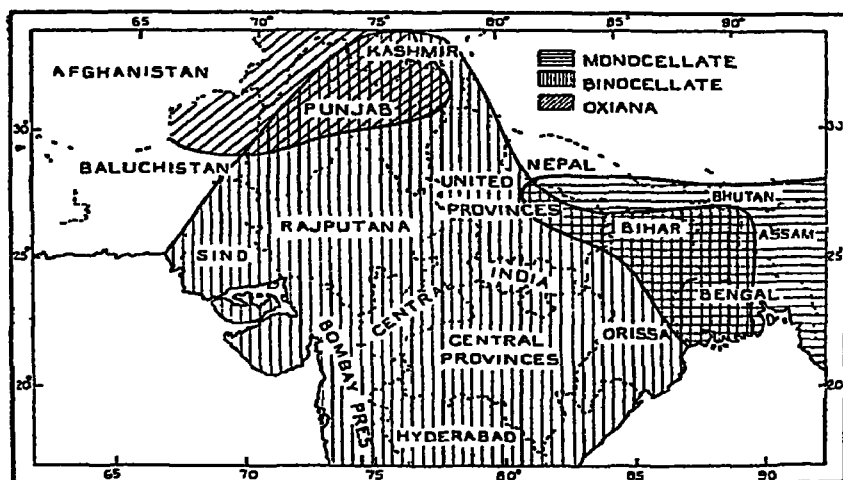 65 70° 75° 80° 85° 90°
KASHMIR
MONOCELLATE
BINOCELLATE
OXIANA
AFGHANISTAN
PUNJAB
30 30
BALUCHISTAN
NEPAL
UNITED
PROVINCES
BHUTAN
RAJPUTANA
BIHAR
ASSAM
25 25
SIND
INDIA
CENTRAL
BENGAL
BOMBAY PRES
CENTRAL
PROVINCES
ORISSA
20° 20°
HYDERABAD
65 70 75 80° 85 90